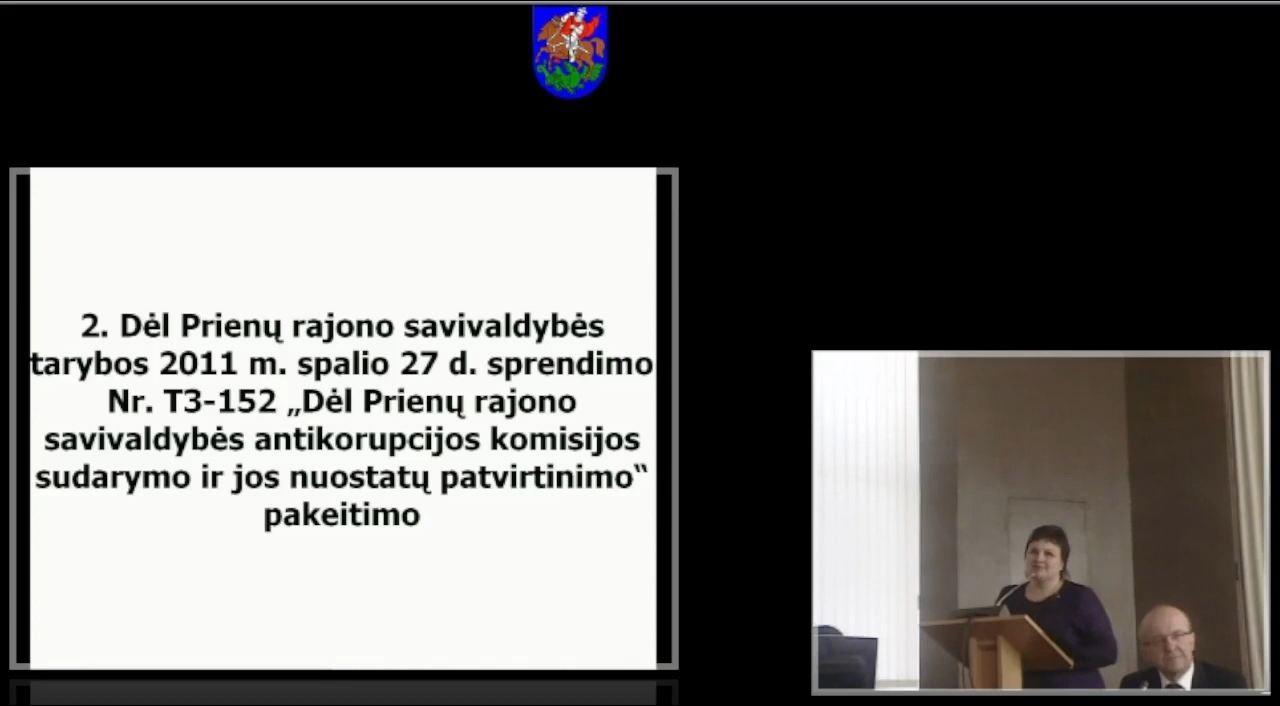 2. Dėl Prienų rajono savivaldybės
tarybos 2011 m. spalio 27 d. sprendimo
Nr. T3-152 „Dėl Prienų rajono
savivaldybės antikorupcijos komisijos
sudarymo ir jos nuostatų patvirtinimo“
pakeitimo